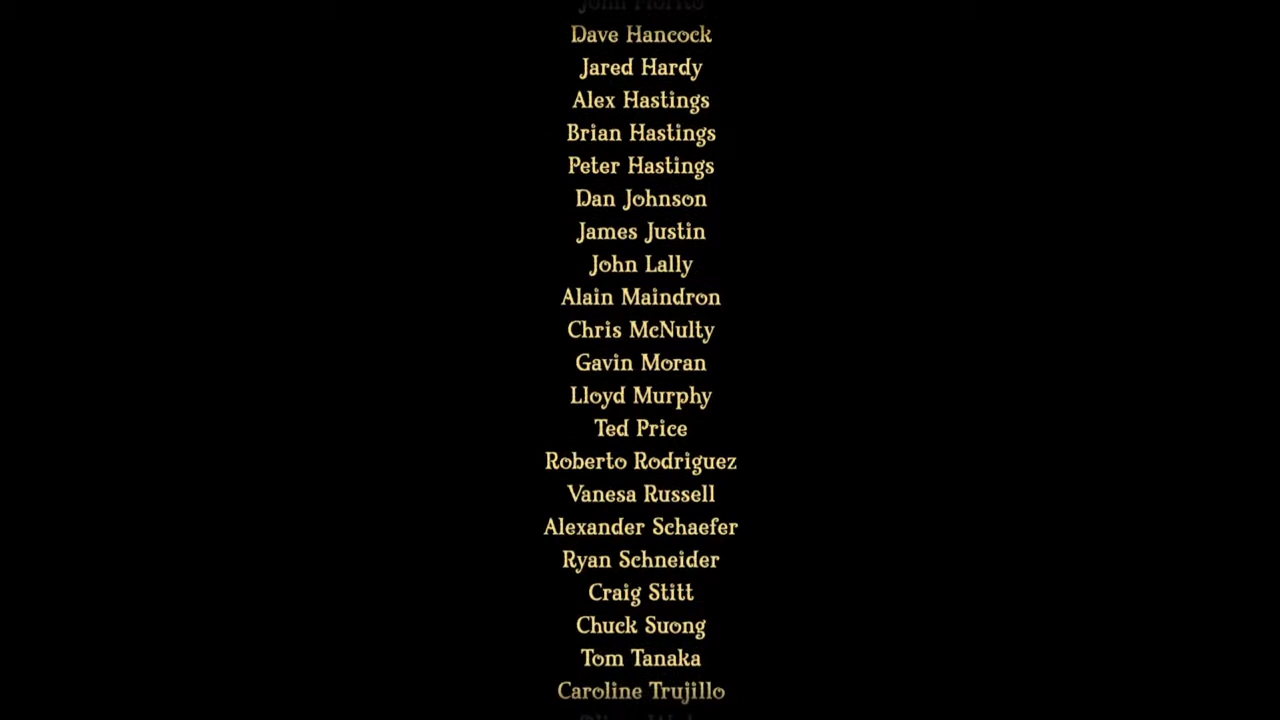 Dave Hancock
Jared Hardy
Alex Hastings
Brian Hastings
Peter Hastings
Dan Johnson
James Justin
John Lally
Alain Maindron
Chris McNulty
Gavin Moran
Lloyd Murphy
Ted Price
Roberto Rodriguez
Vanesa Russell
Alexander Schaefer
Ryan Schneider
Craig Stitt
Chuck Suong
Tom Tanaka
Caroline Trujillo